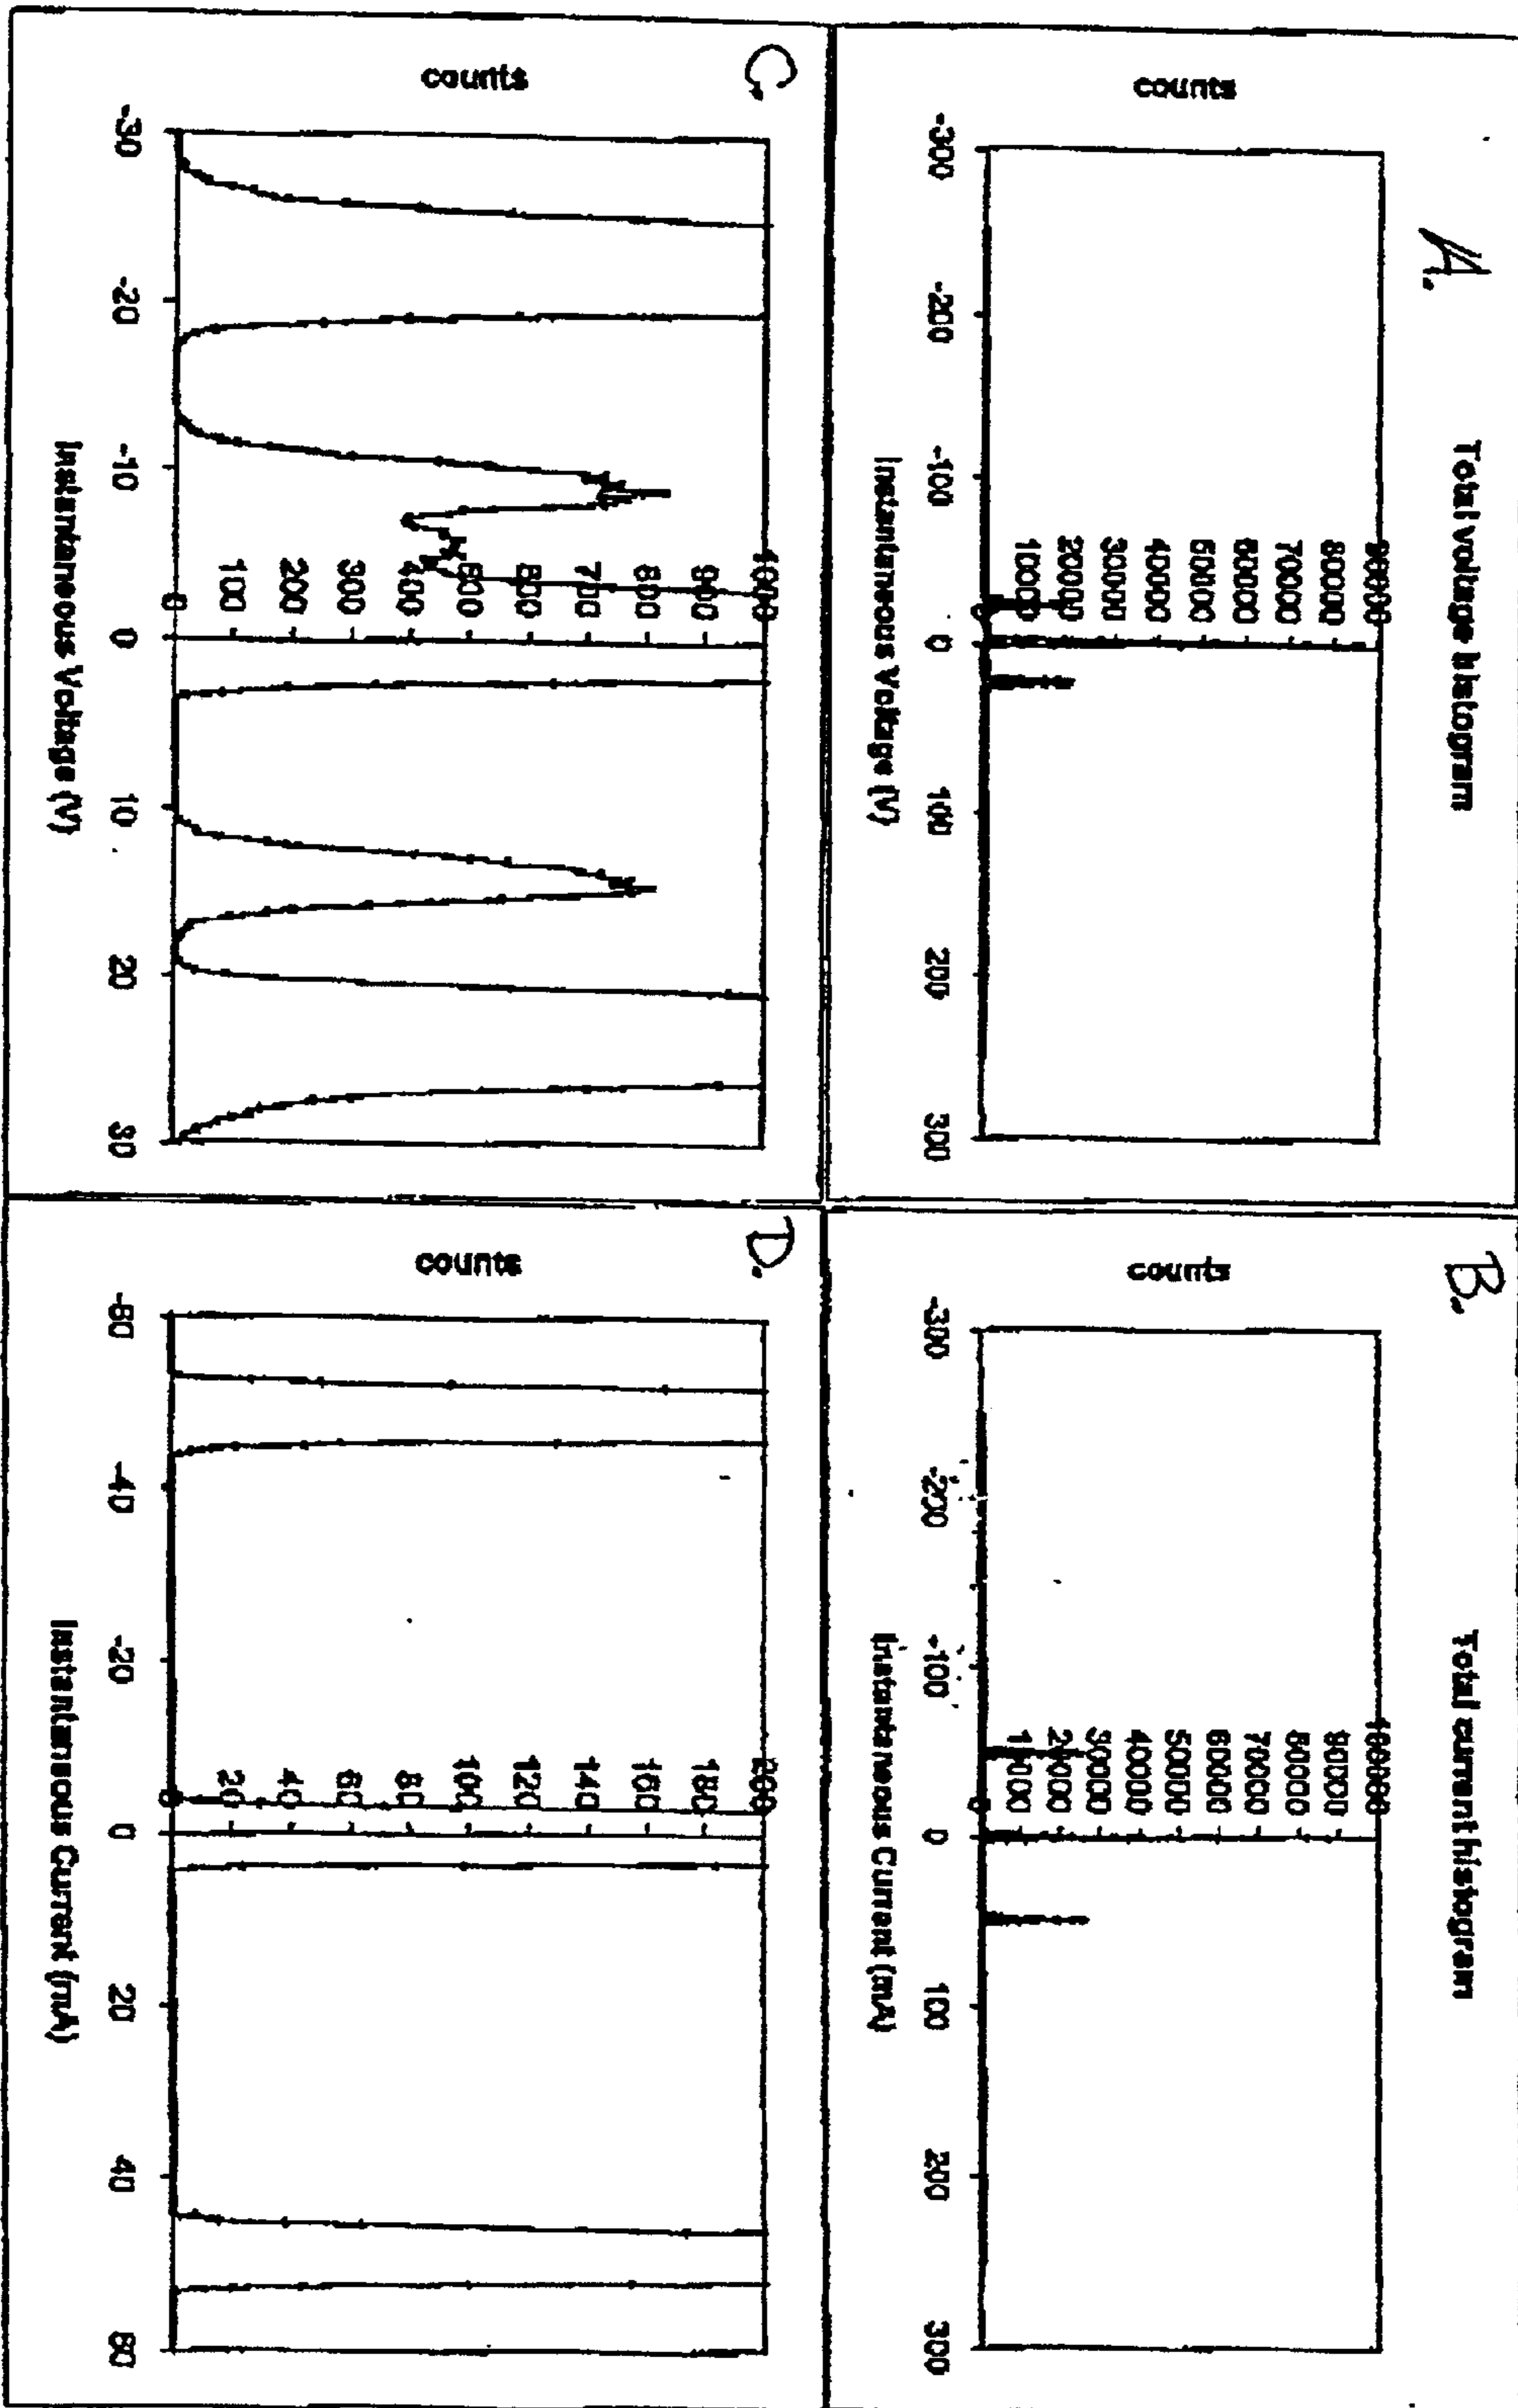 A.
Total voltage histogram
counts
90000
80000
70000
60000
50000
40000
30000
20000
10000
0
-300 -200 -100 0 100 200 300
Instantaneous Voltage (V)
B.
Total current histogram
counts
100000
90000
80000
70000
60000
50000
40000
30000
20000
10000
0
-300 -200 -100 0 100 200 300
Instantaneous Current (mA)
C.
counts
1000
900
800
700
600
500
400
300
200
100
0
-30 -20 -10 0 10 20 30
Instantaneous Voltage (V)
D.
counts
200
180
160
140
120
100
80
60
40
20
0
-60 -40 -20 0 20 40 60
Instantaneous Current (mA)